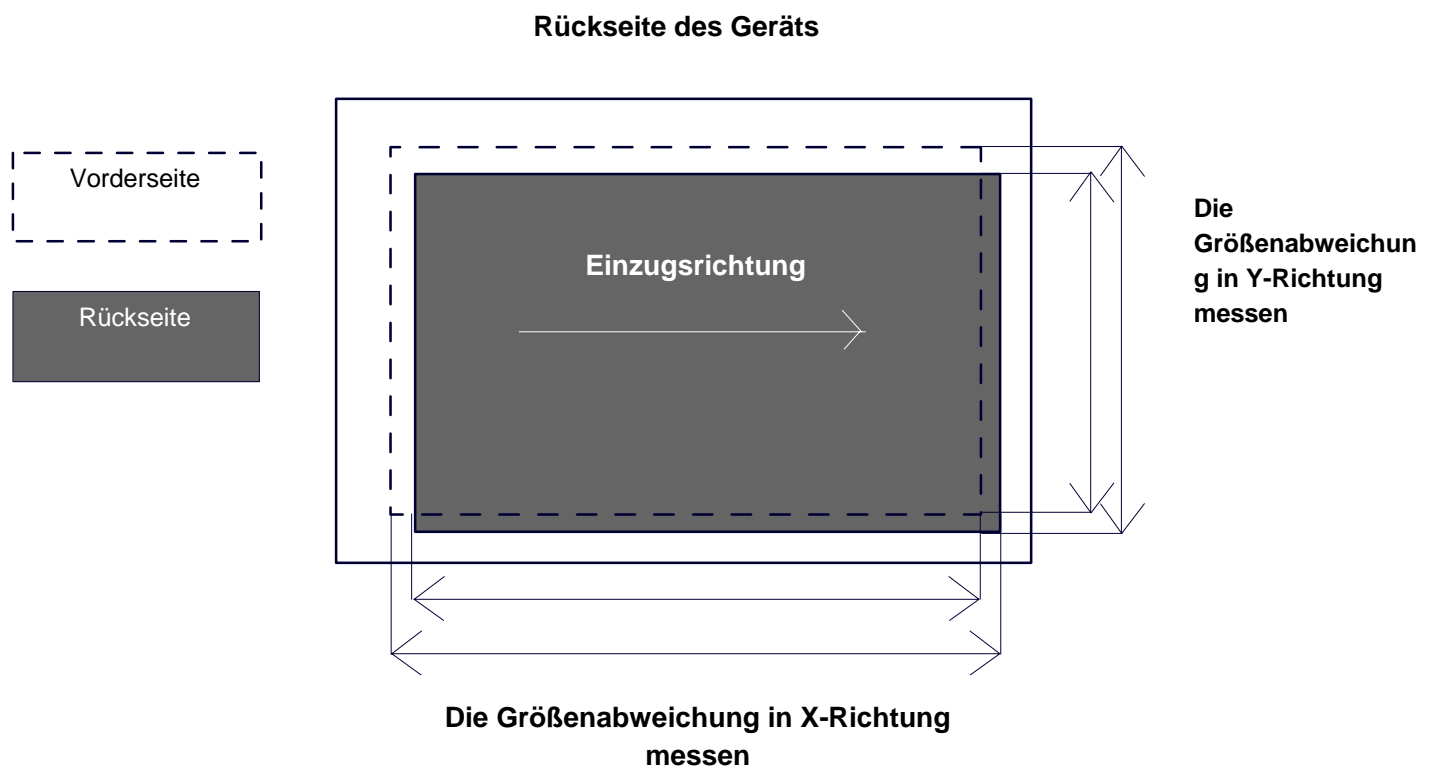 Rückseite des Geräts
Vorderseite
Rückseite
Einzugsrichtung
Die
Größenabweichun
g in Y-Richtung
messen
Die Größenabweichung in X-Richtung
messen